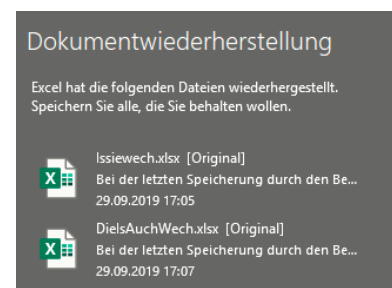 Dokumentwiederherstellung
Excel hat die folgenden Dateien wiederhergestellt.
Speichern Sie alle, die Sie behalten wollen.
Issiewech.xlsx [Original]
Bei der letzten Speicherung durch den Be...
29.09.2019 17:05
DielsAuchWech.xlsx [Original]
Bei der letzten Speicherung durch den Be...
29.09.2019 17:07